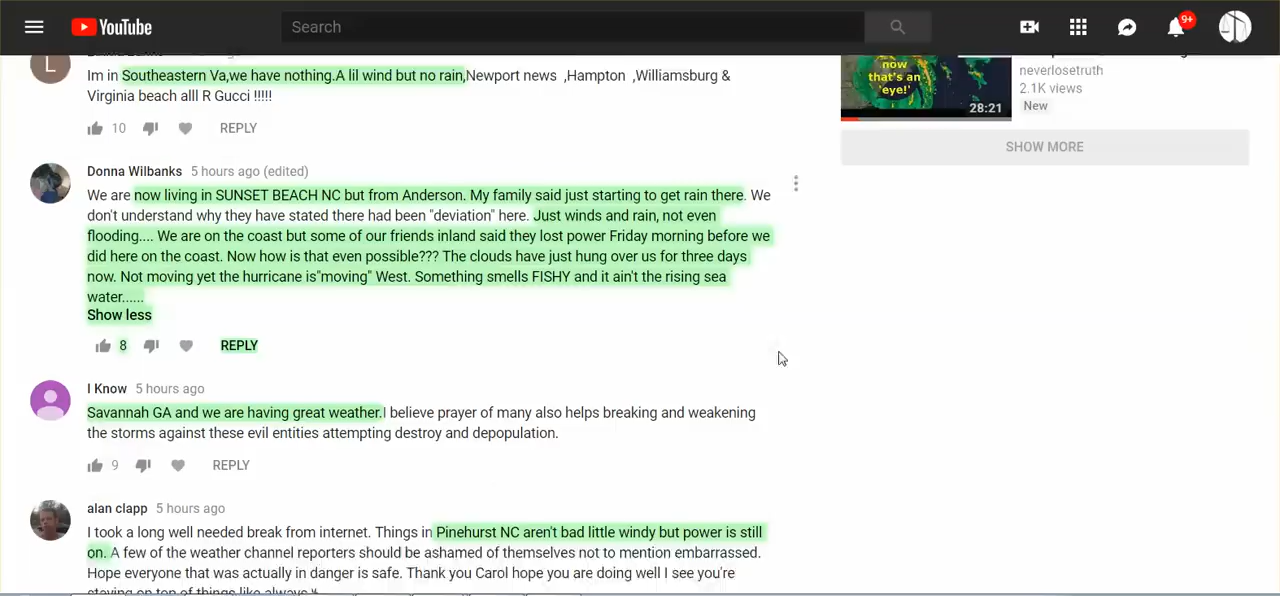 YouTube
Search
9+
L
Im in Southeastern Va,we have nothing.A lil wind but no rain,Newport news ,Hampton ,Williamsburg &
Virginia beach alll R Gucci !!!!!
10
REPLY
now
that's an
'eye!'
28:21
neverlosetruth
2.1K views
New
SHOW MORE
Donna Wilbanks 5 hours ago (edited)
We are now living in SUNSET BEACH NC but from Anderson. My family said just starting to get rain there. We
don't understand why they have stated there had been "deviation" here. Just winds and rain, not even
flooding.... We are on the coast but some of our friends inland said they lost power Friday morning before we
did here on the coast. Now how is that even possible??? The clouds have just hung over us for three days
now. Not moving yet the hurricane is"moving" West. Something smells FISHY and it ain't the rising sea
water......
Show less
8
REPLY
I Know 5 hours ago
Savannah GA and we are having great weather.I believe prayer of many also helps breaking and weakening
the storms against these evil entities attempting destroy and depopulation.
9
REPLY
alan clapp 5 hours ago
I took a long well needed break from internet. Things in Pinehurst NC aren't bad little windy but power is still
on. A few of the weather channel reporters should be ashamed of themselves not to mention embarrassed.
Hope everyone that was actually in danger is safe. Thank you Carol hope you are doing well I see you're
staying on top of things like always